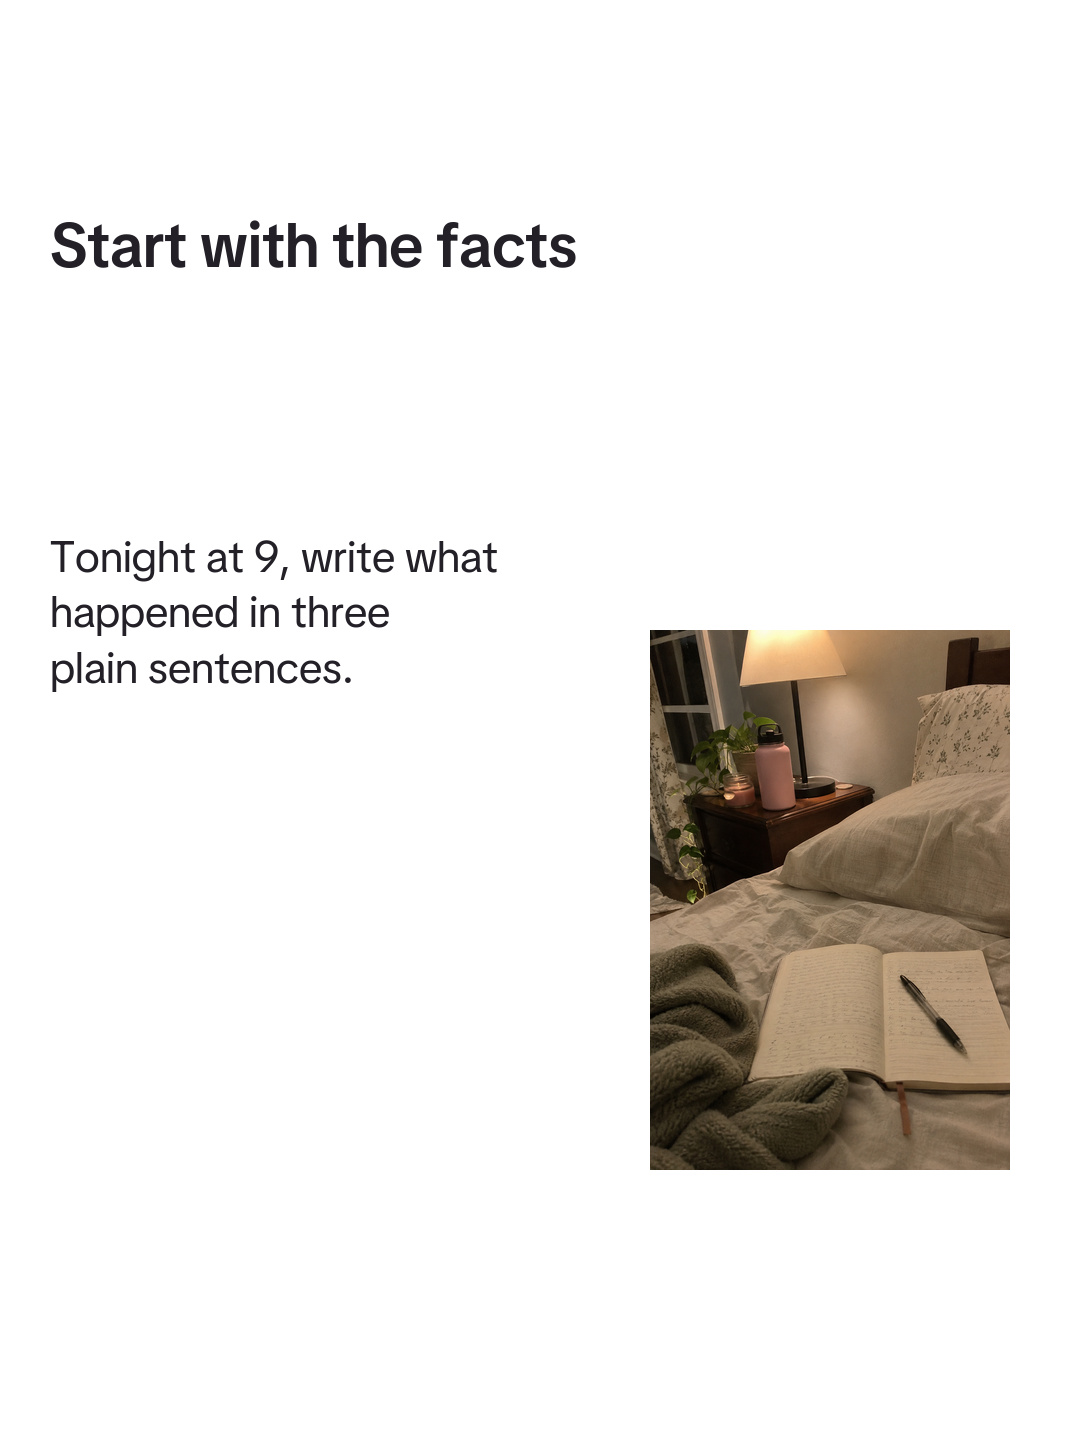 Start with the facts
Tonight at 9, write what
happened in three
plain sentences.